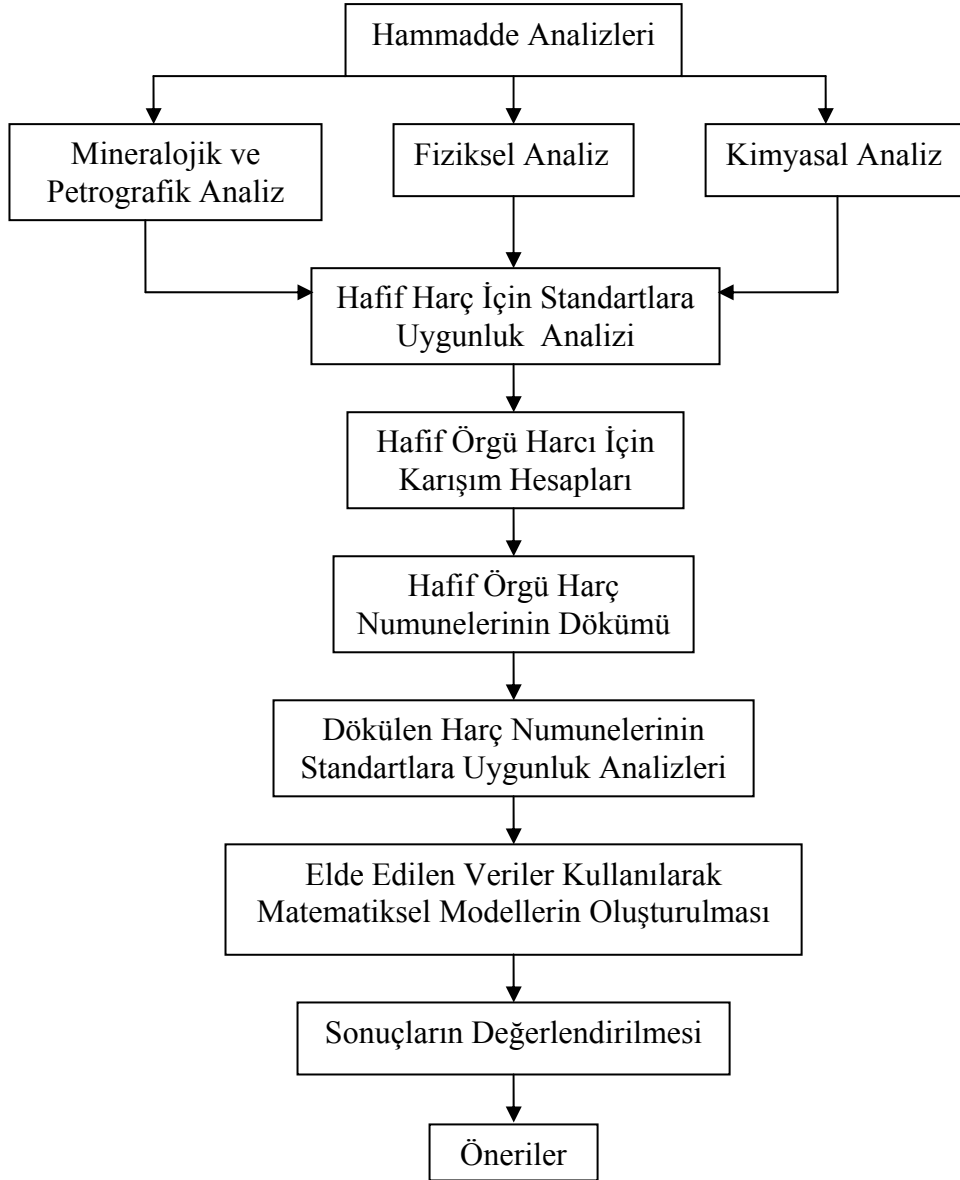 Hammadde Analizleri
Mineralojik ve
Petrografik Analiz
Fiziksel Analiz
Kimyasal Analiz
Hafif Harç İçin Standartlara
Uygunluk  Analizi
Hafif Örgü Harcı İçin
Karışım Hesapları
Hafif Örgü Harç
Numunelerinin Dökümü
Dökülen Harç Numunelerinin
Standartlara Uygunluk Analizleri
Elde Edilen Veriler Kullanılarak
Matematiksel Modellerin Oluşturulması
Sonuçların Değerlendirilmesi
Öneriler